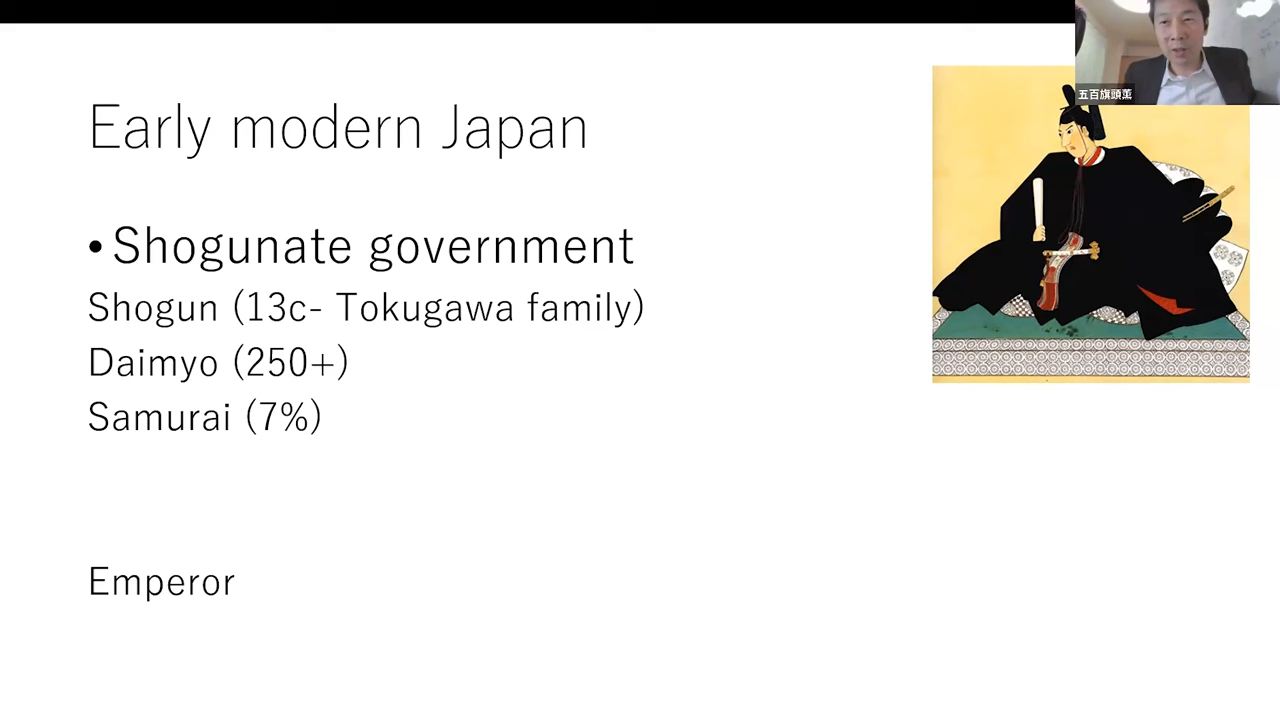 Early modern Japan
• Shogunate government
Shogun (13c- Tokugawa family)
Daimyo (250+)
Samurai (7%)
Emperor
五百旗頭薫